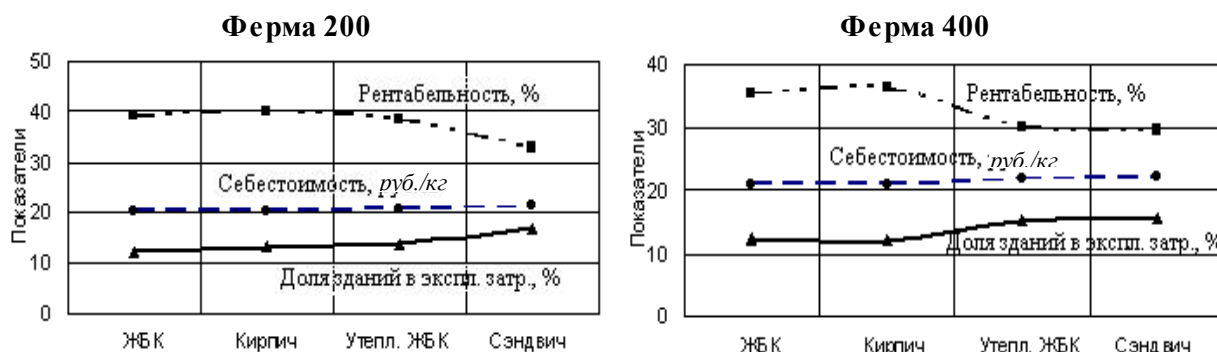 Ферма 200
50
40
30
20
10
0
Показатели
Рентабельность, %
Себестоимость, руб./кг
Доля зданий в экспл. затр., %
ЖБК Кирпич Утепл. ЖБК Сэндвич
Ферма 400
40
30
20
10
0
Показатели
Рентабельность, %
Себестоимость, руб./кг
Доля зданий в экспл. затр., %
ЖБК Кирпич Утепл. ЖБК Сэндвич